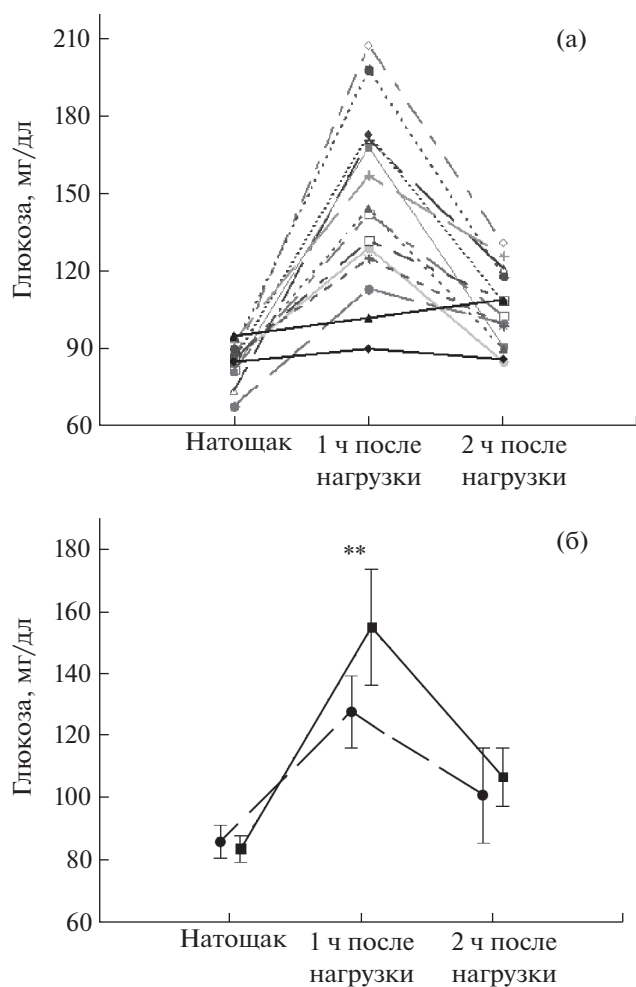 (а)
Глюкоза, мг/дл
210
180
150
120
90
60
Натощак
1 ч после
нагрузки
2 ч после
нагрузки
(б)
Глюкоза, мг/дл
180
160
140
120
100
80
60
**
Натощак
1 ч после
нагрузки
2 ч после
нагрузки